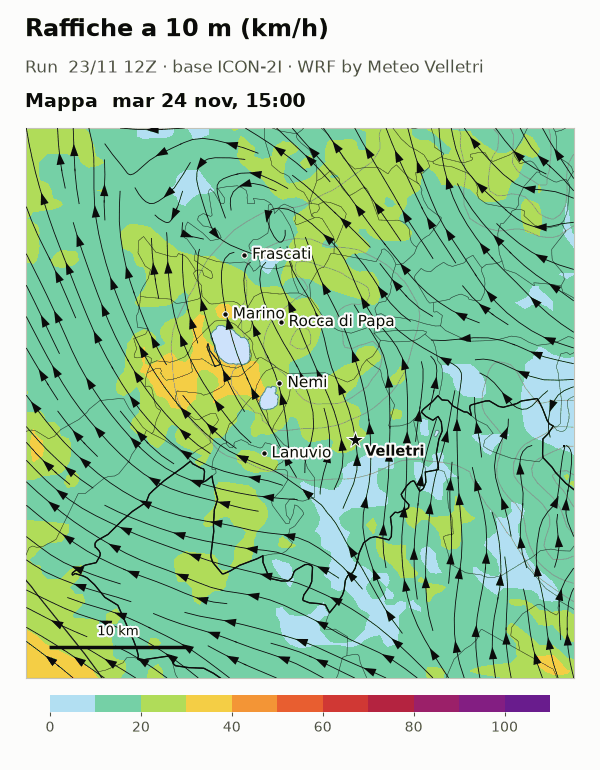 Raffiche a 10 m (km/h)
Run 23/11 12Z · base ICON-2I · WRF by Meteo Velletri
Mappa mar 24 nov, 15:00
Frascati
Marino
Rocca di Papa
Nemi
Velletri
Lanuvio
10 km
0 20 40 60 80 100